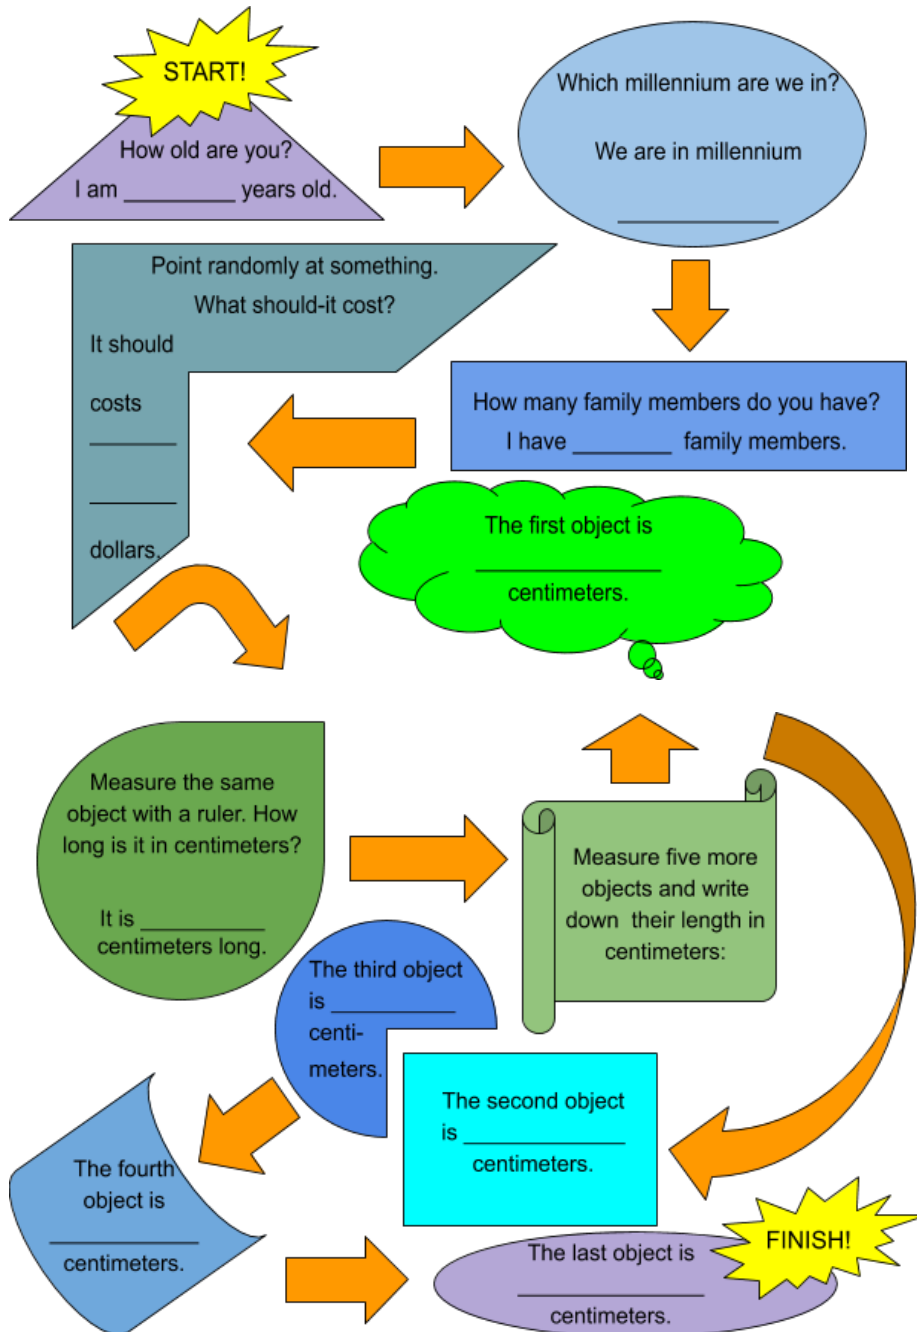 START!
How old are you?
I am _________ years old.
Which millennium are we in?
We are in millennium
_____________
How many family members do you have?
I have ________ family members.
Point randomly at something.
What should-it cost?
It should
costs
_______
_______
dollars.
Measure the same
object with a ruler. How
long is it in centimeters?
It is __________
centimeters long.
Measure five more
objects and write
down  their length in
centimeters:
The first object is
_______________
centimeters.
The second object
is _____________
centimeters.
The third object
is __________
centi-
meters.
The fourth
object is
____________
centimeters.
The last object is
_______________
centimeters.
FINISH!